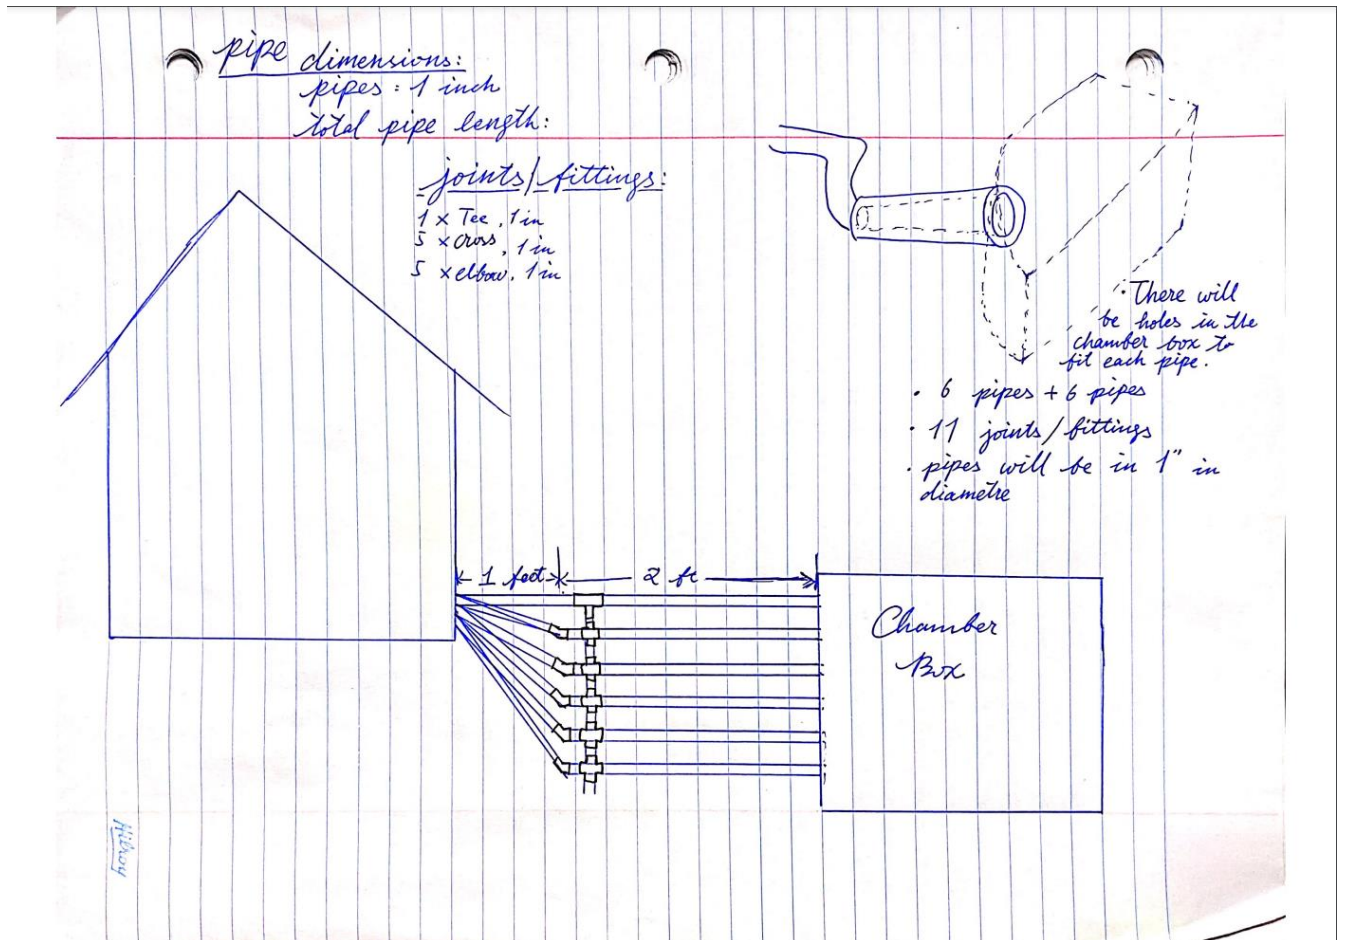 pipe dimensions:
pipes : 1 inch
total pipe length:
joints/fittings:
1 x Tee, 1 in
5 x cross, 1 in
5 x elbow, 1 in
• There will
be holes in the
chamber box to
fit each pipe.
• 6 pipes + 6 pipes
• 11 joints/fittings
• pipes will be in 1" in
diametre
1 feet
2 ft
Chamber
Box
Hilroy